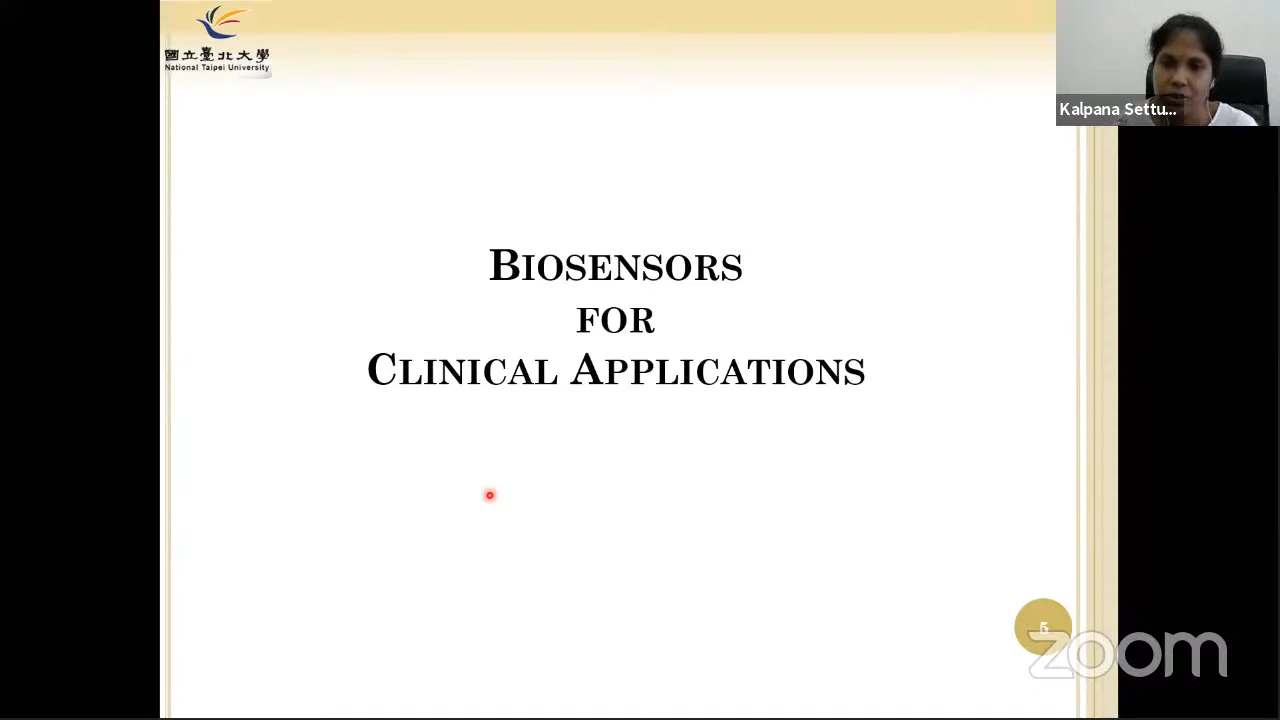 國立臺北大學
National Taipei University
Kalpana Settu...
BIOSENSORS
FOR
CLINICAL APPLICATIONS
5
zoom